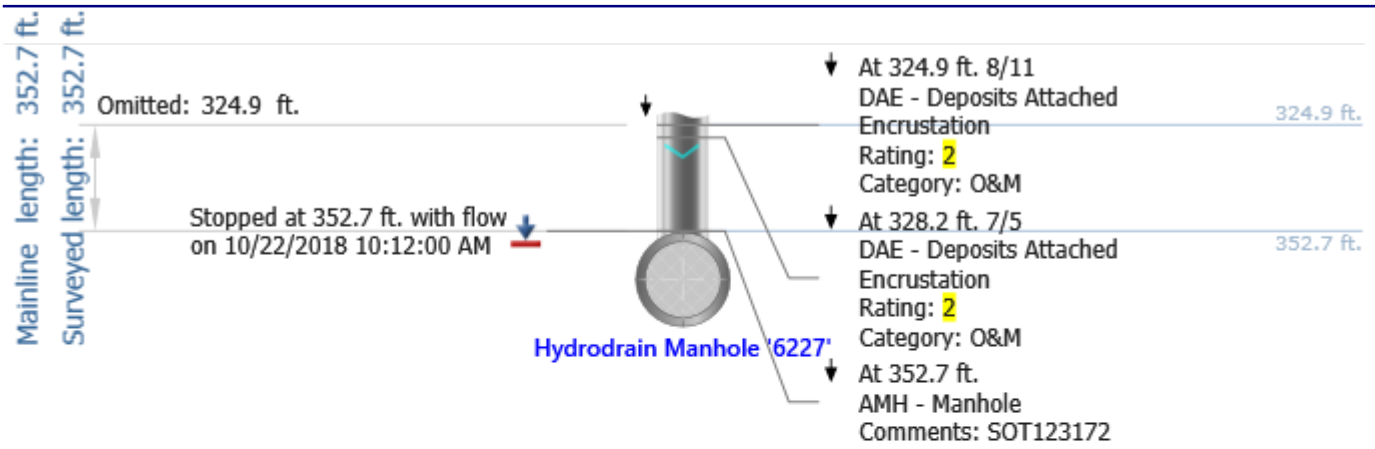 Mainline length: 352.7 ft.
Surveyed length: 352.7 ft.
Omitted: 324.9 ft.
Stopped at 352.7 ft. with flow
on 10/22/2018 10:12:00 AM
Hydrodrain Manhole '6227'
At 324.9 ft. 8/11
DAE - Deposits Attached
Encrustation
Rating: 2
Category: O&M
At 328.2 ft. 7/5
DAE - Deposits Attached
Encrustation
Rating: 2
Category: O&M
At 352.7 ft.
AMH - Manhole
Comments: SOT123172
324.9 ft.
352.7 ft.